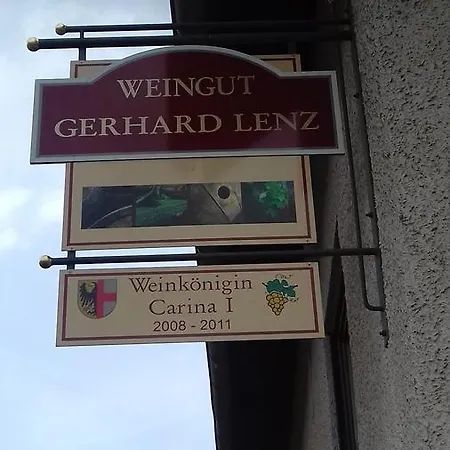 WEINGUT
GERHARD LENZ
Weinkönigin
Carina I
2008 - 2011